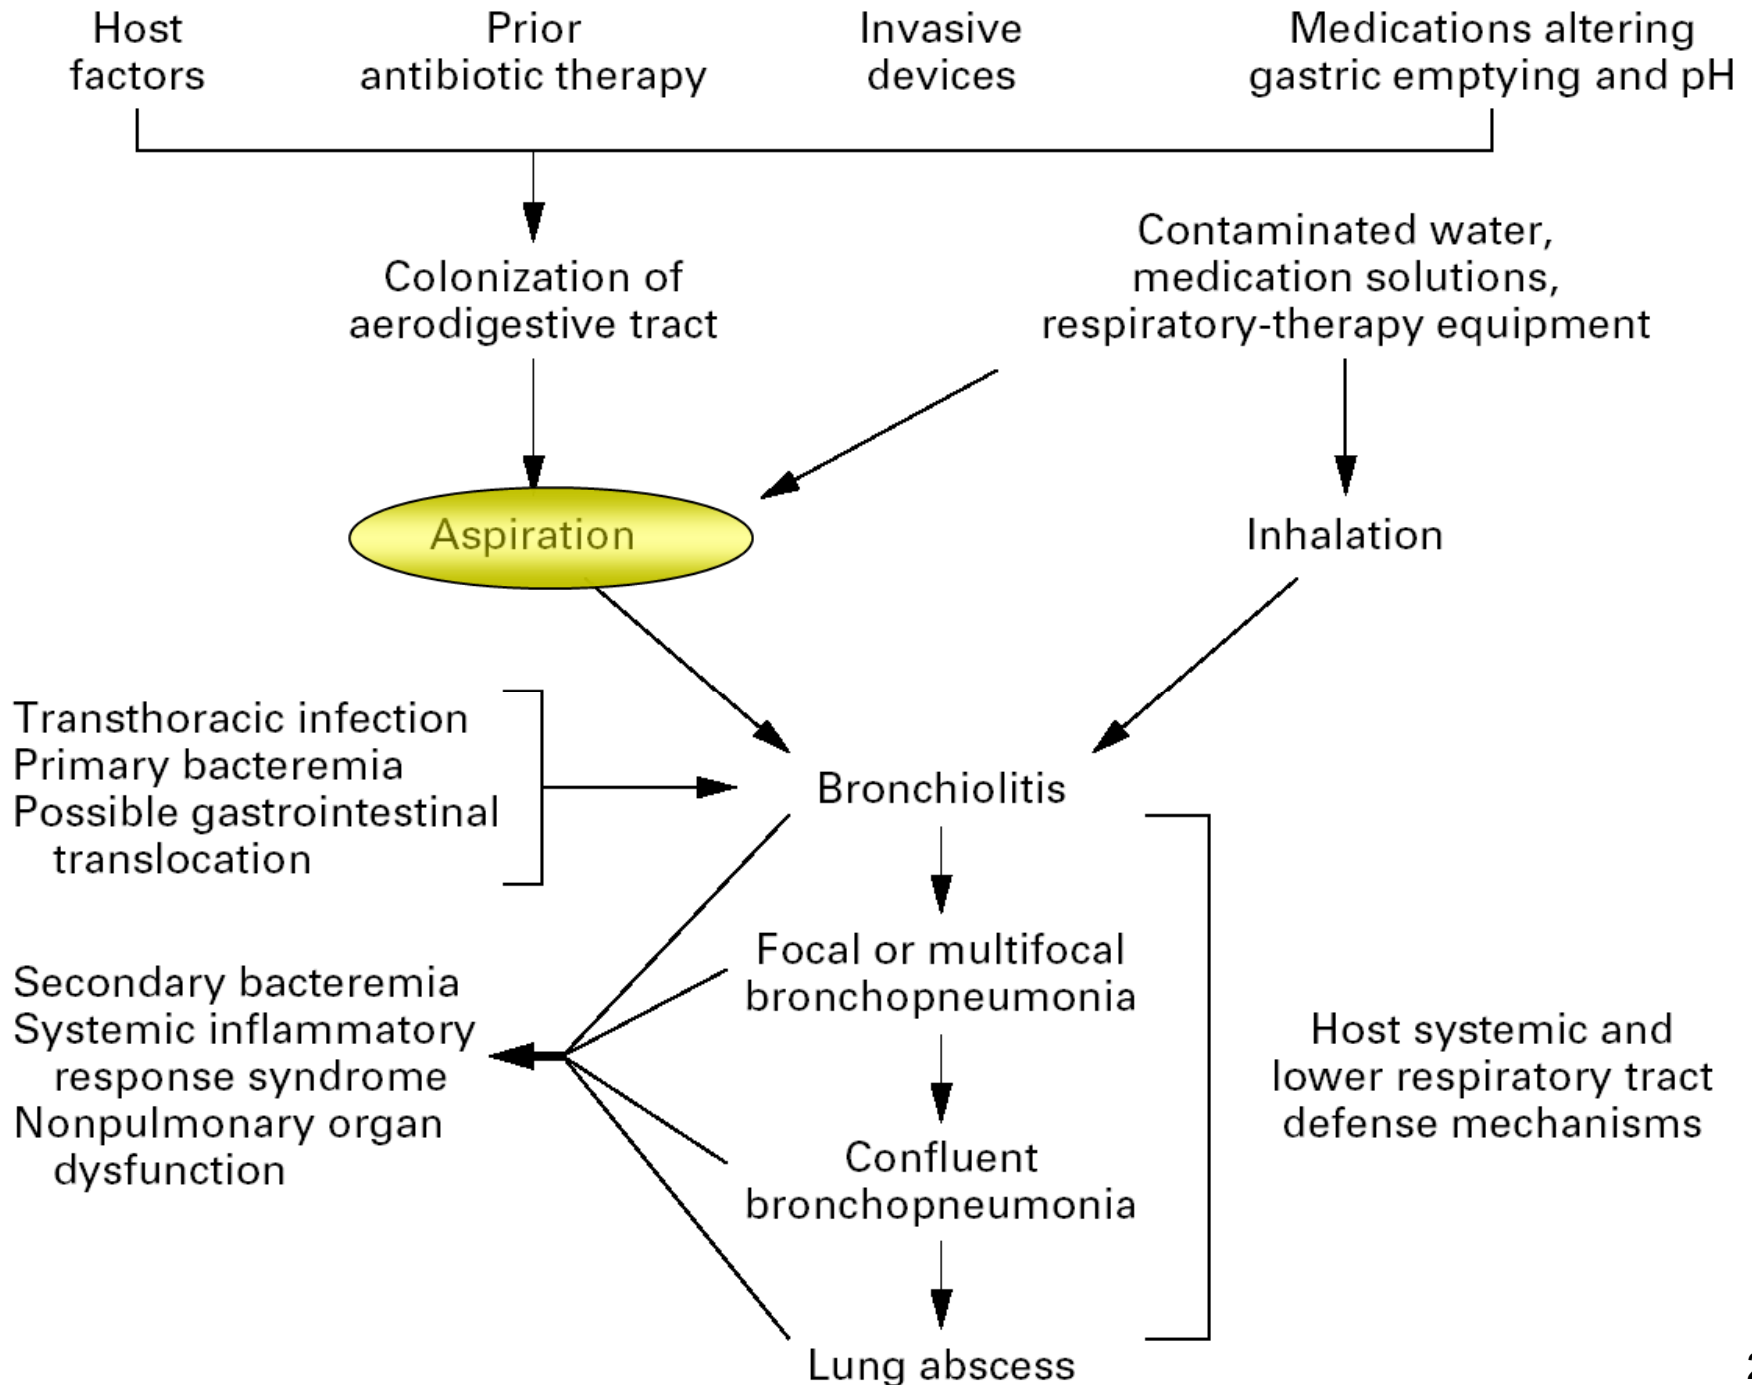 Host
factors
Prior
antibiotic therapy
Invasive
devices
Medications altering
gastric emptying and pH
Colonization of
aerodigestive tract
Contaminated water,
medication solutions,
respiratory-therapy equipment
Aspiration
Inhalation
Transthoracic infection
Primary bacteremia
Possible gastrointestinal
translocation
Bronchiolitis
Focal or multifocal
bronchopneumonia
Secondary bacteremia
Systemic inflammatory
response syndrome
Nonpulmonary organ
dysfunction
Host systemic and
lower respiratory tract
defense mechanisms
Confluent
bronchopneumonia
Lung abscess